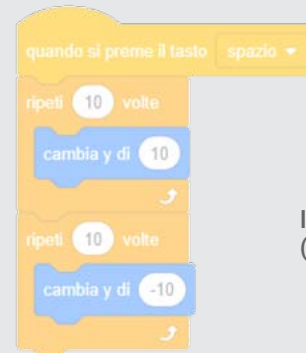 quando si preme il tasto spazio
ripeti 10 volte
cambia y di 10
ripeti 10 volte
cambia y di -10